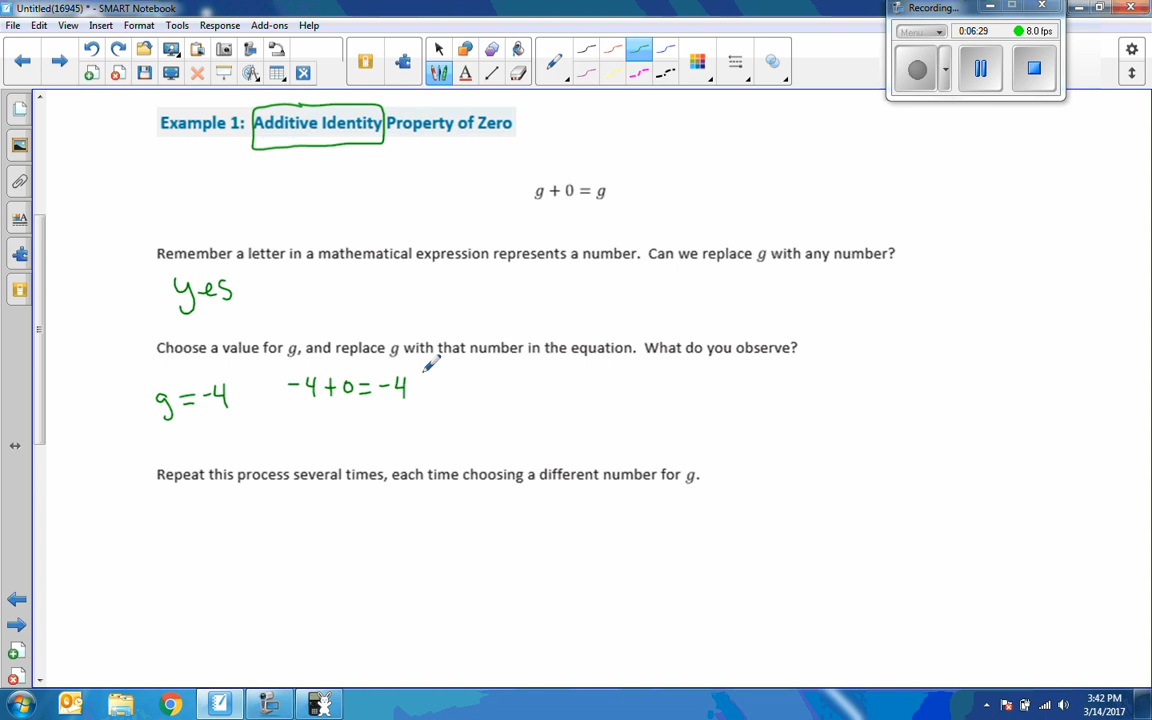 Untitled(16945) * - SMART Notebook
File Edit View Insert Format Tools Response Add-ons Help
Recording...
Menu 0:06:29 8.0 fps
Example 1: Additive Identity Property of Zero
g + 0 = g
Remember a letter in a mathematical expression represents a number. Can we replace g with any number?
yes
Choose a value for g, and replace g with that number in the equation. What do you observe?
g = -4 -4 + 0 = -4
Repeat this process several times, each time choosing a different number for g.
3:42 PM
3/14/2017